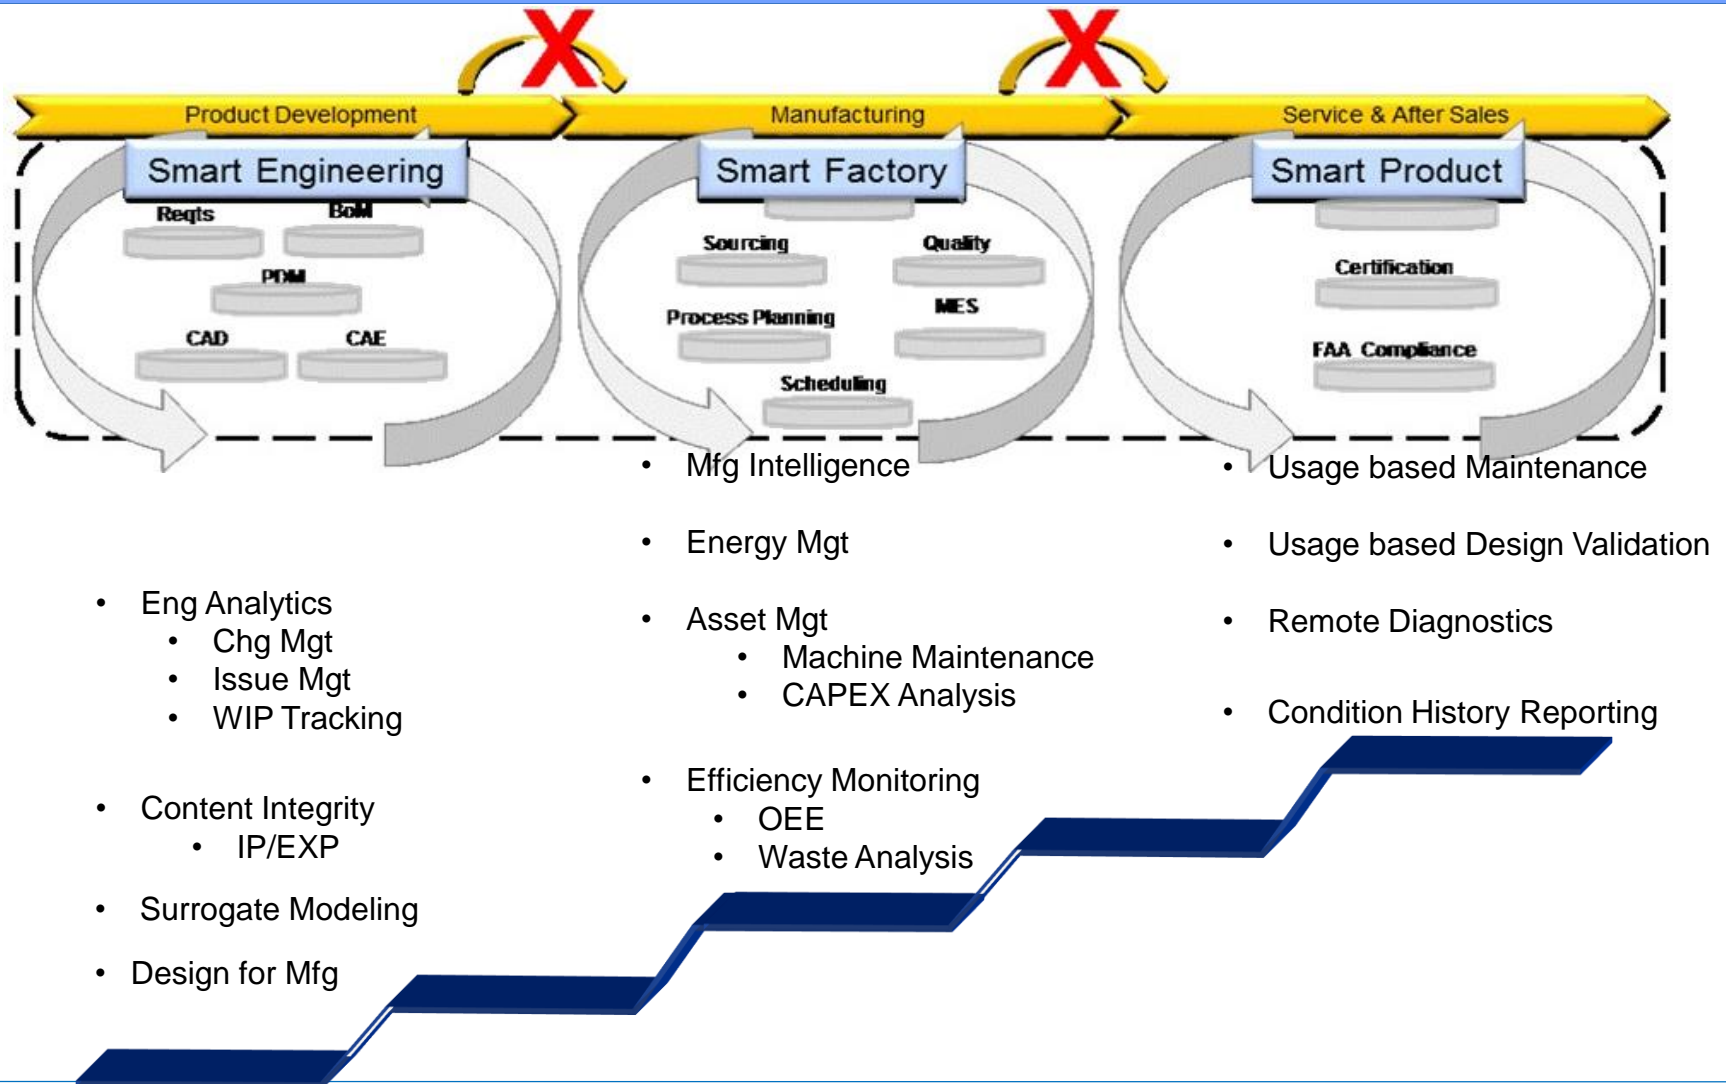 X
X
Product Development
Manufacturing
Service & After Sales
Smart Engineering
Smart Factory
Smart Product
Reqts
BoM
PDM
CAD
CAE
Sourcing
Quality
Process Planning
MES
Scheduling
Certification
FAA Compliance
• Eng Analytics
• Chg Mgt
• Issue Mgt
• WIP Tracking
• Content Integrity
• IP/EXP
• Surrogate Modeling
• Design for Mfg
• Mfg Intelligence
• Energy Mgt
• Asset Mgt
• Machine Maintenance
• CAPEX Analysis
• Efficiency Monitoring
• OEE
• Waste Analysis
• Usage based Maintenance
• Usage based Design Validation
• Remote Diagnostics
• Condition History Reporting